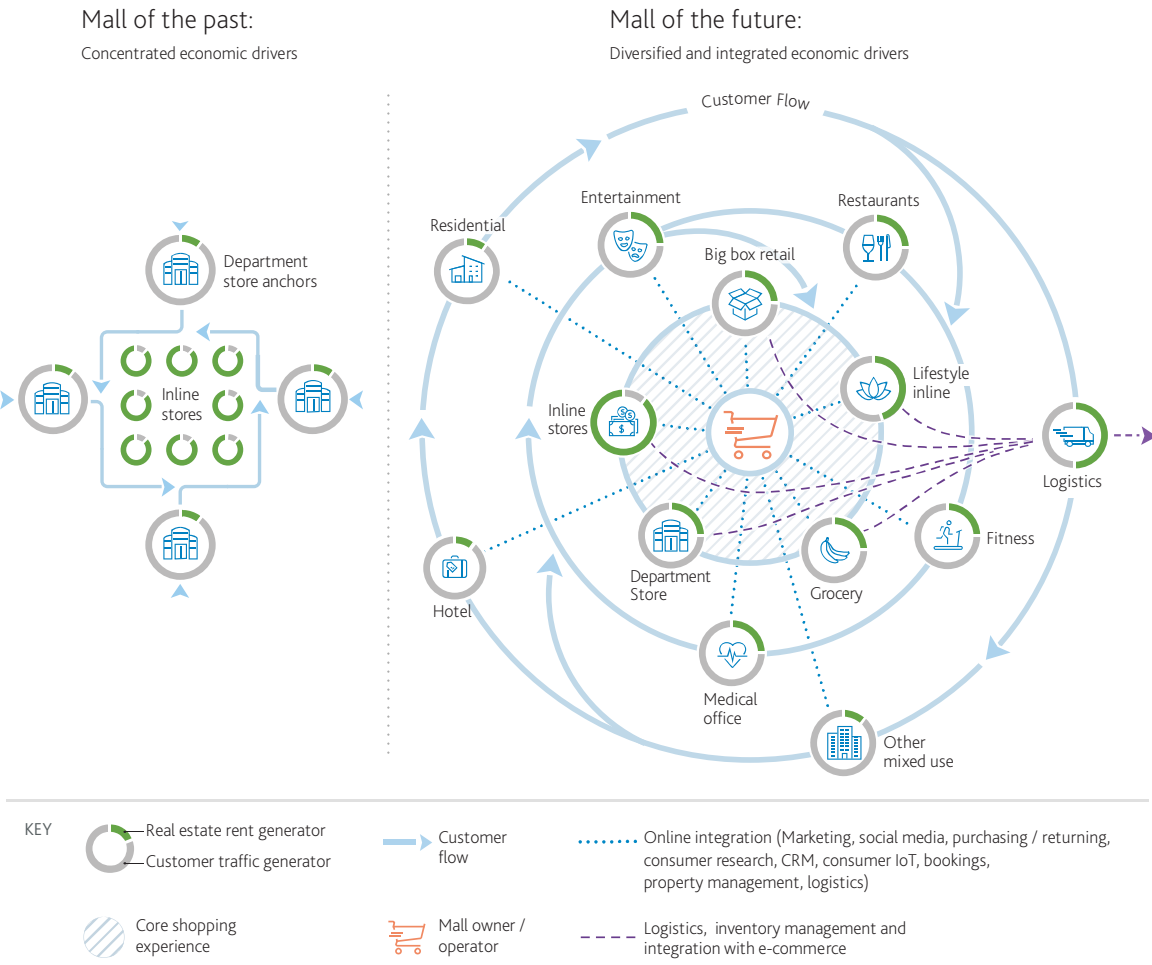 Mall of the past:
Concentrated economic drivers
Department
store anchors
Inline
stores
Mall of the future:
Diversified and integrated economic drivers
Customer Flow
Residential
Entertainment
Restaurants
Big box retail
Lifestyle
inline
Inline
stores
$ $
$
Logistics
Fitness
Department
Store
Grocery
Hotel
Medical
office
Other
mixed use
KEY
Real estate rent generator
Customer traffic generator
Customer
flow
Online integration (Marketing, social media, purchasing / returning,
consumer research, CRM, consumer IoT, bookings,
property management, logistics)
Core shopping
experience
Mall owner /
operator
Logistics, inventory management and
integration with e-commerce